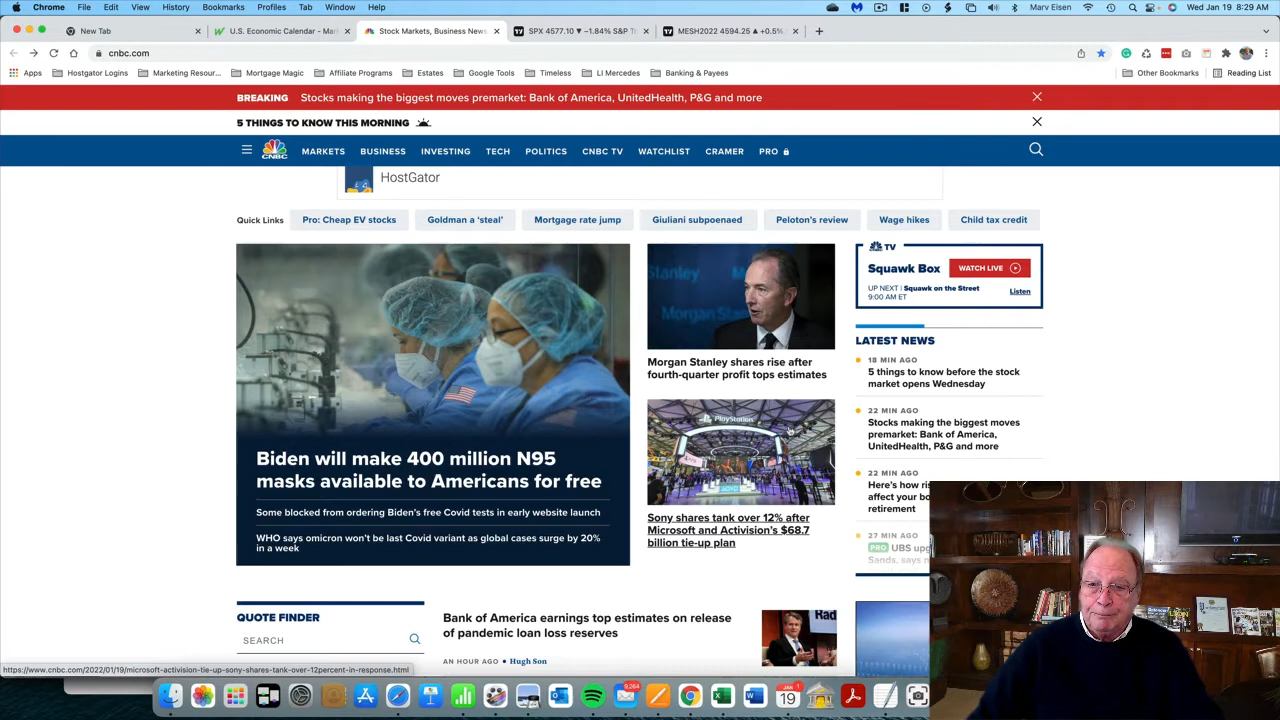 Chrome File Edit View History Bookmarks Profiles Tab Window Help Marv Eisen Wed Jan 19 8:29 AM
New Tab × U.S. Economic Calendar - Mar × Stock Markets, Business News × SPX 4577.10 ▼ −1.84% S&P × MESH2022 4594.25 ▲ +0.5% × +
cnbc.com
Apps Hostgator Logins Marketing Resour... Mortgage Magic Affiliate Programs Estates Google Tools Timeless LI Mercedes Banking & Payees Other Bookmarks Reading List
BREAKING Stocks making the biggest moves premarket: Bank of America, UnitedHealth, P&G and more
5 THINGS TO KNOW THIS MORNING
CNBC MARKETS BUSINESS INVESTING TECH POLITICS CNBC TV WATCHLIST CRAMER PRO
HostGator
Quick Links Pro: Cheap EV stocks Goldman a ‘steal’ Mortgage rate jump Giuliani subpoenaed Peloton’s review Wage hikes Child tax credit
Biden will make 400 million N95
masks available to Americans for free
Some blocked from ordering Biden’s free Covid tests in early website launch
WHO says omicron won’t be last Covid variant as global cases surge by 20%
in a week
Morgan Stanley shares rise after
fourth-quarter profit tops estimates
PlayStation
Sony shares tank over 12% after
Microsoft and Activision’s $68.7
billion tie-up plan
TV
Squawk Box WATCH LIVE
UP NEXT | Squawk on the Street
9:00 AM ET Listen
LATEST NEWS
18 MIN AGO
5 things to know before the stock
market opens Wednesday
22 MIN AGO
Stocks making the biggest moves
premarket: Bank of America,
UnitedHealth, P&G and more
22 MIN AGO
Here’s how
affect your
retirement
27 MIN AGO
PRO UBS
Sands, says
QUOTE FINDER
SEARCH
Bank of America earnings top estimates on release
of pandemic loan loss reserves
AN HOUR AGO • Hugh Son
https://www.cnbc.com/2022/01/19/microsoft-activision-tie-up-sony-shares-tank-over-12percent-in-response.html
9,264
JAN
19